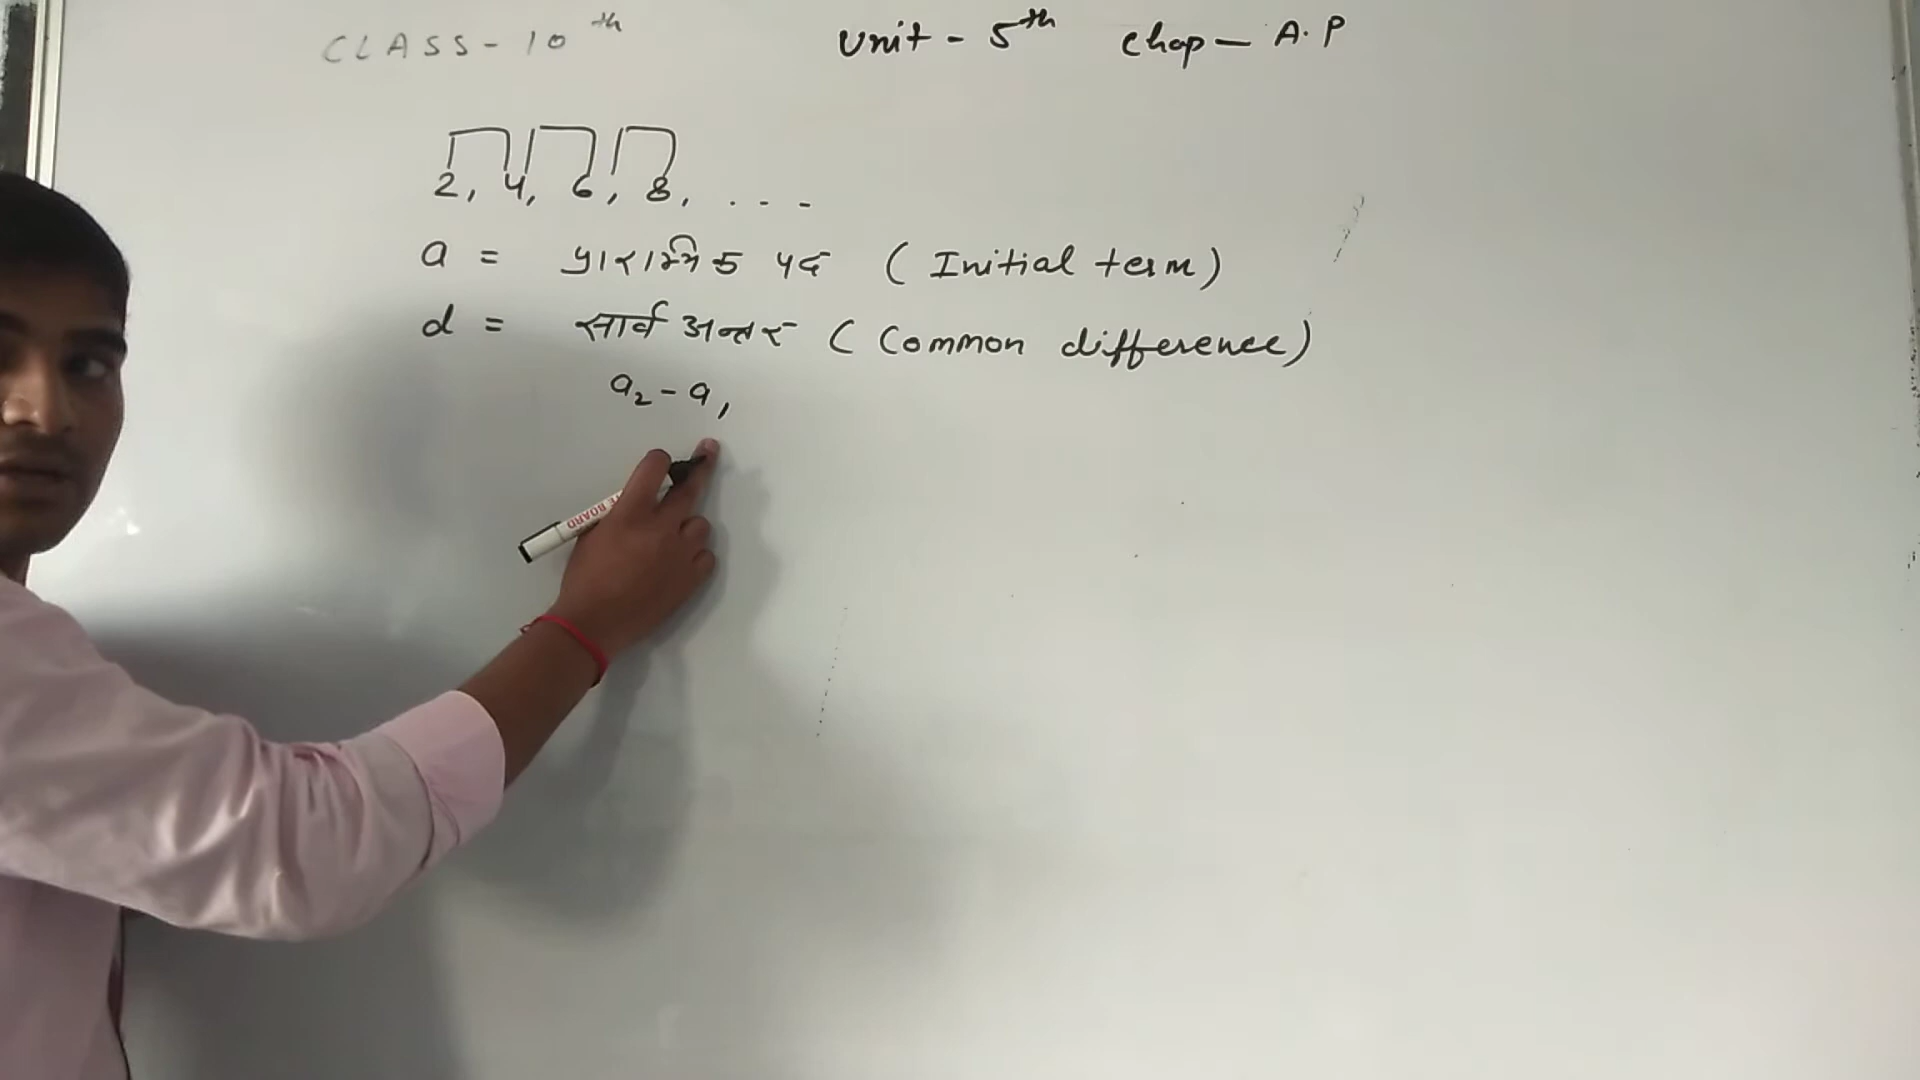 CLASS - 10th Unit - 5th Chap - A.P
2, 4, 6, 8, . . .
a = प्रारम्भिक पद (Initial term)
d = सार्व अन्तर (Common difference)
a2 - a1
BOARD